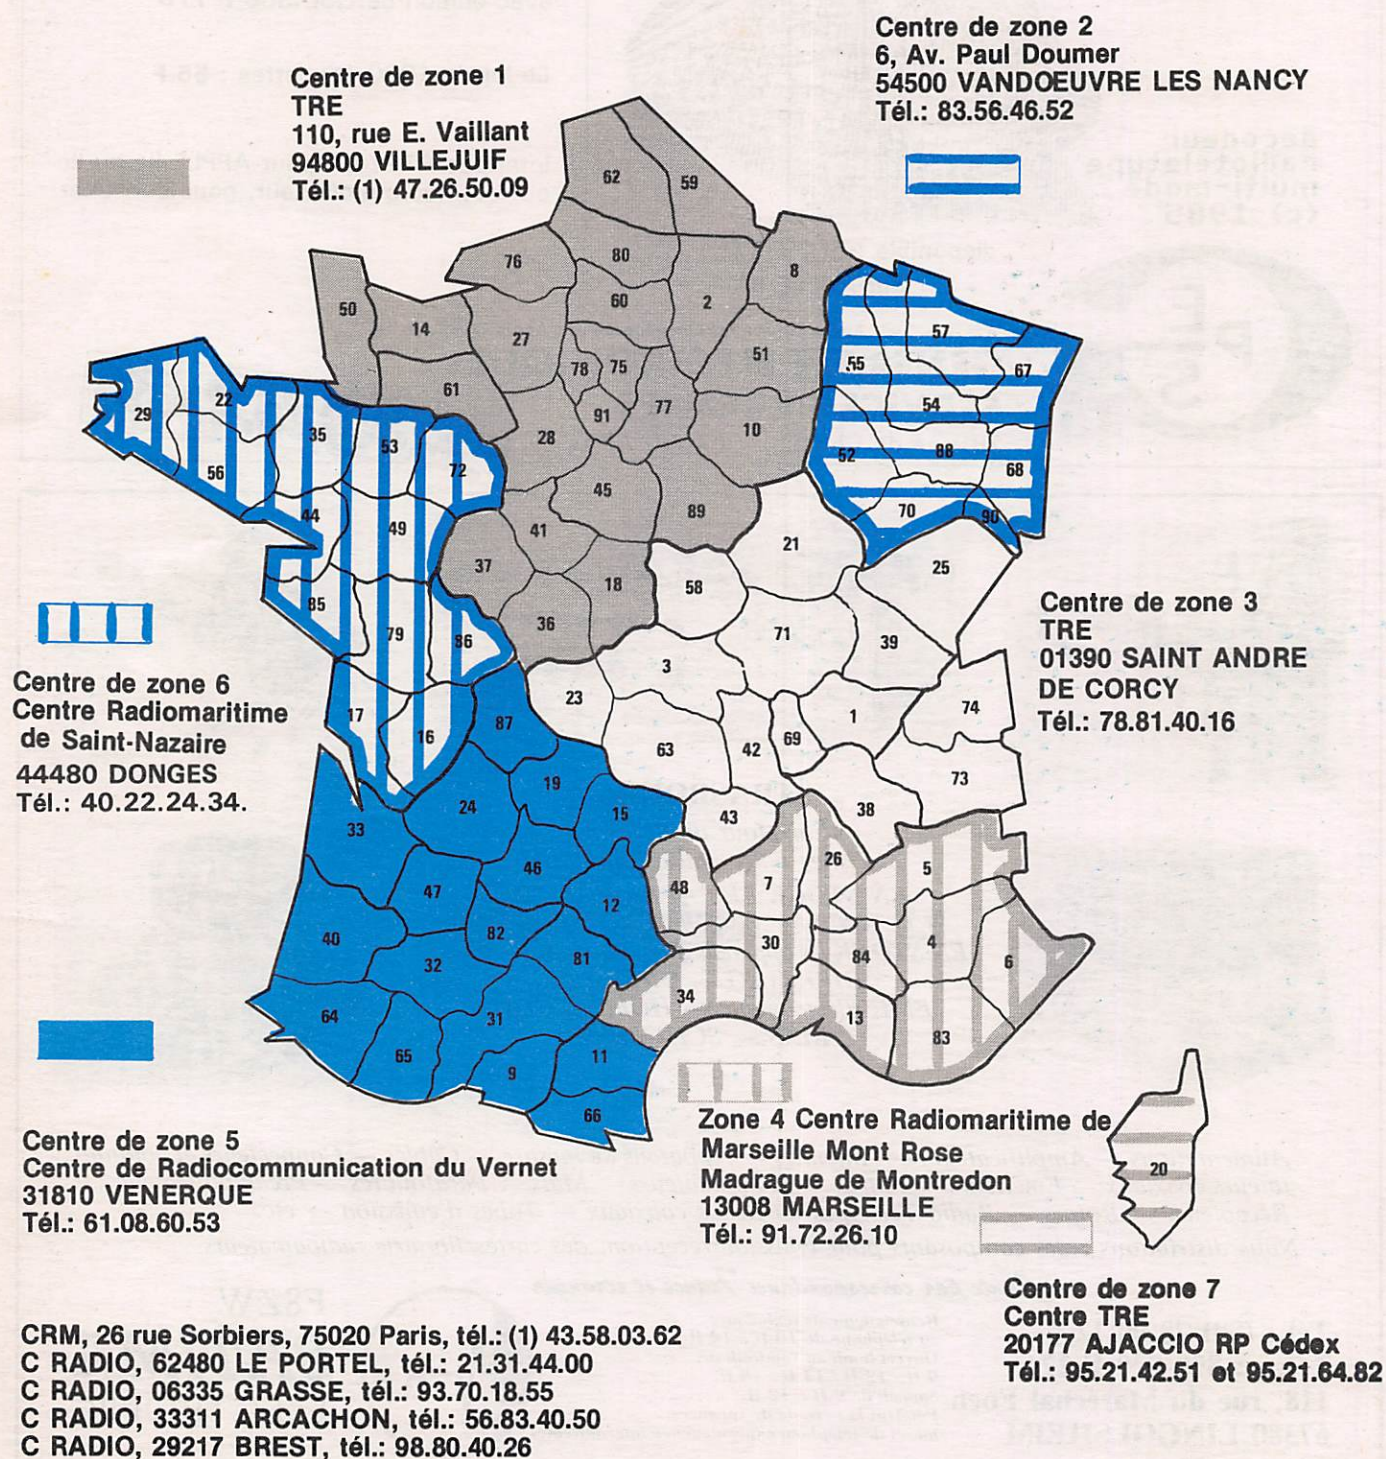 Centre de zone 1
TRE
110, rue E. Vaillant
94800 VILLEJUIF
Tél.: (1) 47.26.50.09
Centre de zone 2
6, Av. Paul Doumer
54500 VANDOEUVRE LES NANCY
Tél.: 83.56.46.52
62
59
76
80
8
50
14
27
60
2
57
55
67
61
78
75
51
54
29
22
35
53
28
91
77
10
52
88
68
56
72
45
70
90
44
49
41
89
21
25
37
18
58
85
79
86
36
71
39
3
17
16
87
23
63
42
69
1
74
73
33
24
19
15
43
38
46
26
47
48
7
5
12
40
82
32
81
30
84
4
6
64
31
34
13
83
65
9
11
66
20
Centre de zone 3
TRE
01390 SAINT ANDRE
DE CORCY
Tél.: 78.81.40.16
Centre de zone 6
Centre Radiomaritime
de Saint-Nazaire
44480 DONGES
Tél.: 40.22.24.34.
Centre de zone 5
Centre de Radiocommunication du Vernet
31810 VENERQUE
Tél.: 61.08.60.53
Zone 4 Centre Radiomaritime de
Marseille Mont Rose
Madrague de Montredon
13008 MARSEILLE
Tél.: 91.72.26.10
Centre de zone 7
Centre TRE
20177 AJACCIO RP Cédex
Tél.: 95.21.42.51 et 95.21.64.82
CRM, 26 rue Sorbiers, 75020 Paris, tél.: (1) 43.58.03.62
C RADIO, 62480 LE PORTEL, tél.: 21.31.44.00
C RADIO, 06335 GRASSE, tél.: 93.70.18.55
C RADIO, 33311 ARCACHON, tél.: 56.83.40.50
C RADIO, 29217 BREST, tél.: 98.80.40.26